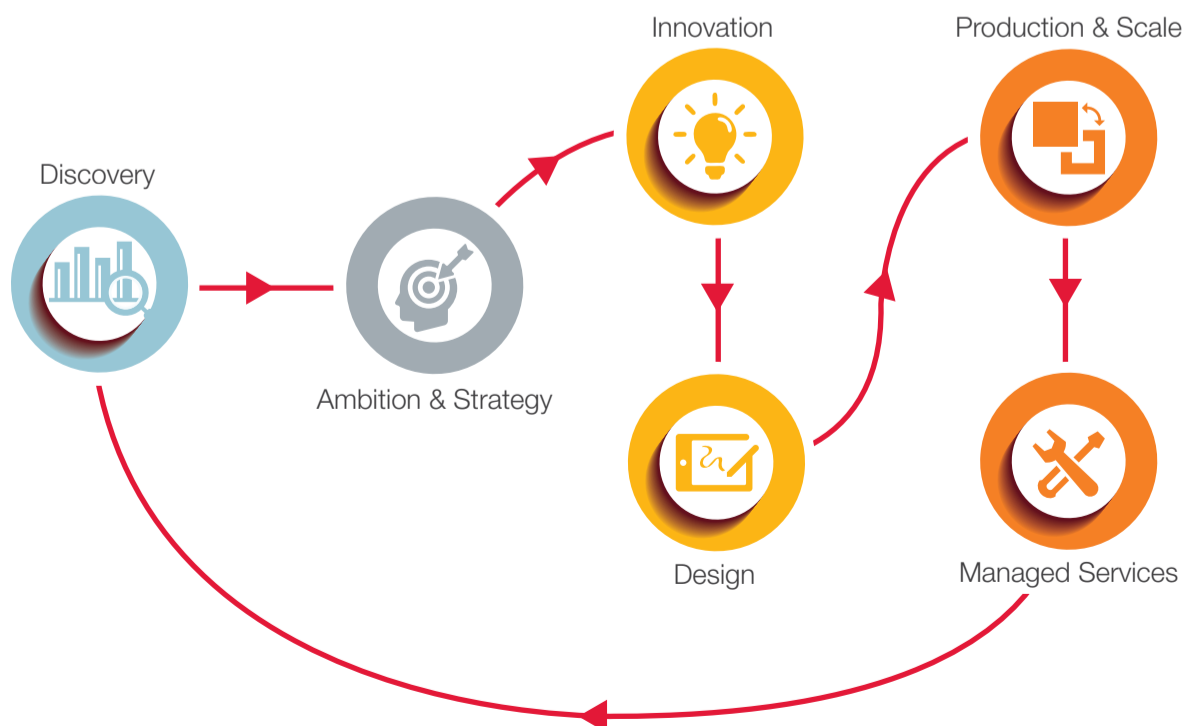 Innovation
Production & Scale
Discovery
Ambition & Strategy
Design
Managed Services